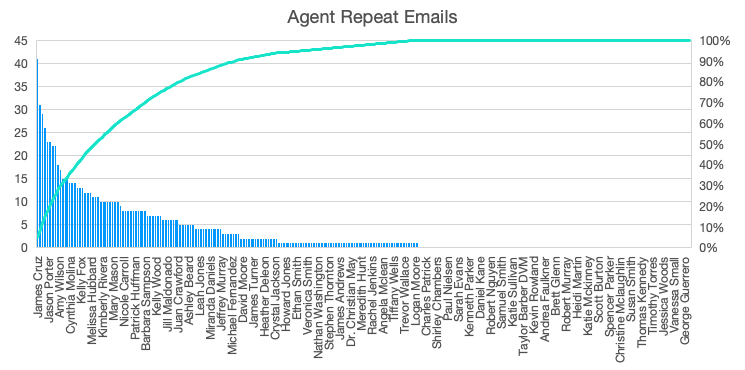 Agent Repeat Emails
45
40
35
30
25
20
15
10
5
0
100%
90%
80%
70%
60%
50%
40%
30%
20%
10%
0%
James Cruz
Jason Porter
Amy Wilson
Cynthia Molina
Kelly Fox
Melissa Hubbard
Kimberly Rivera
Mary Mason
Nicole Carroll
Patrick Huffman
Barbara Sampson
Kelly Wood
Jill Maldonado
Juan Crawford
Ashley Beard
Leah Jones
Miranda Daniels
Jeffrey Murray
Michael Fernandez
David Moore
James Turner
Heather Deleon
Crystal Jackson
Howard Jones
Ethan Smith
Veronica Smith
Nathan Washington
Stephen Thornton
James Andrews
Dr. Christian May
Meredith Hunt
Rachel Jenkins
Angela Mclean
Tiffany Wells
Trevor Wallace
Logan Moore
Charles Patrick
Shirley Chambers
Paul Nielsen
Sarah Evans
Kenneth Parker
Daniel Kane
Robert Nguyen
Samuel Smith
Katie Sullivan
Taylor Barber DVM
Kevin Ward
Andrea Faulkner
Brett Glenn
Robert Murray
Heidi Martin
Katie Mckinney
Scott Burton
Spencer Parker
Christine Mclaughlin
Susan Smith
Thomas Kennedy
Timothy Torres
Jessica Woods
Vanessa Small
George Guerrero